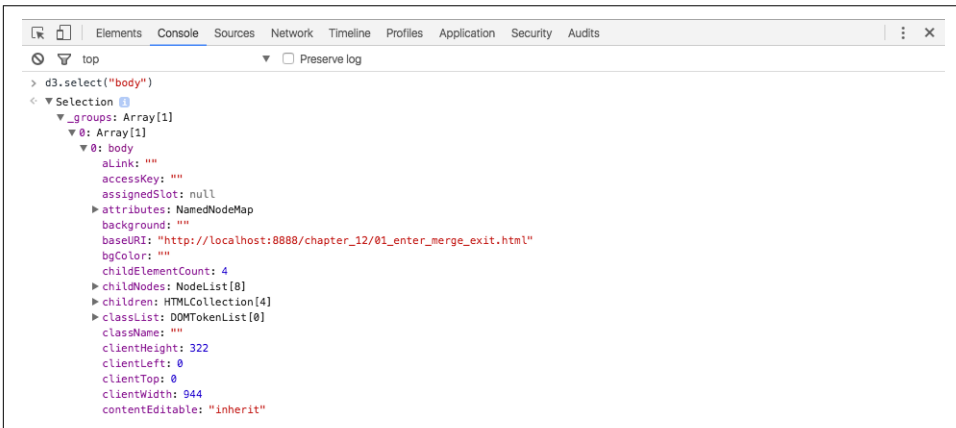 Elements Console Sources Network Timeline Profiles Application Security Audits
top Preserve log
> d3.select("body")
Selection i
_groups: Array[1]
0: Array[1]
0: body
aLink: ""
accessKey: ""
assignedSlot: null
attributes: NamedNodeMap
background: ""
baseURI: "http://localhost:8888/chapter_12/01_enter_merge_exit.html"
bgColor: ""
childElementCount: 4
childNodes: NodeList[8]
children: HTMLCollection[4]
classList: DOMTokenList[0]
className: ""
clientHeight: 322
clientLeft: 0
clientTop: 0
clientWidth: 944
contentEditable: "inherit"